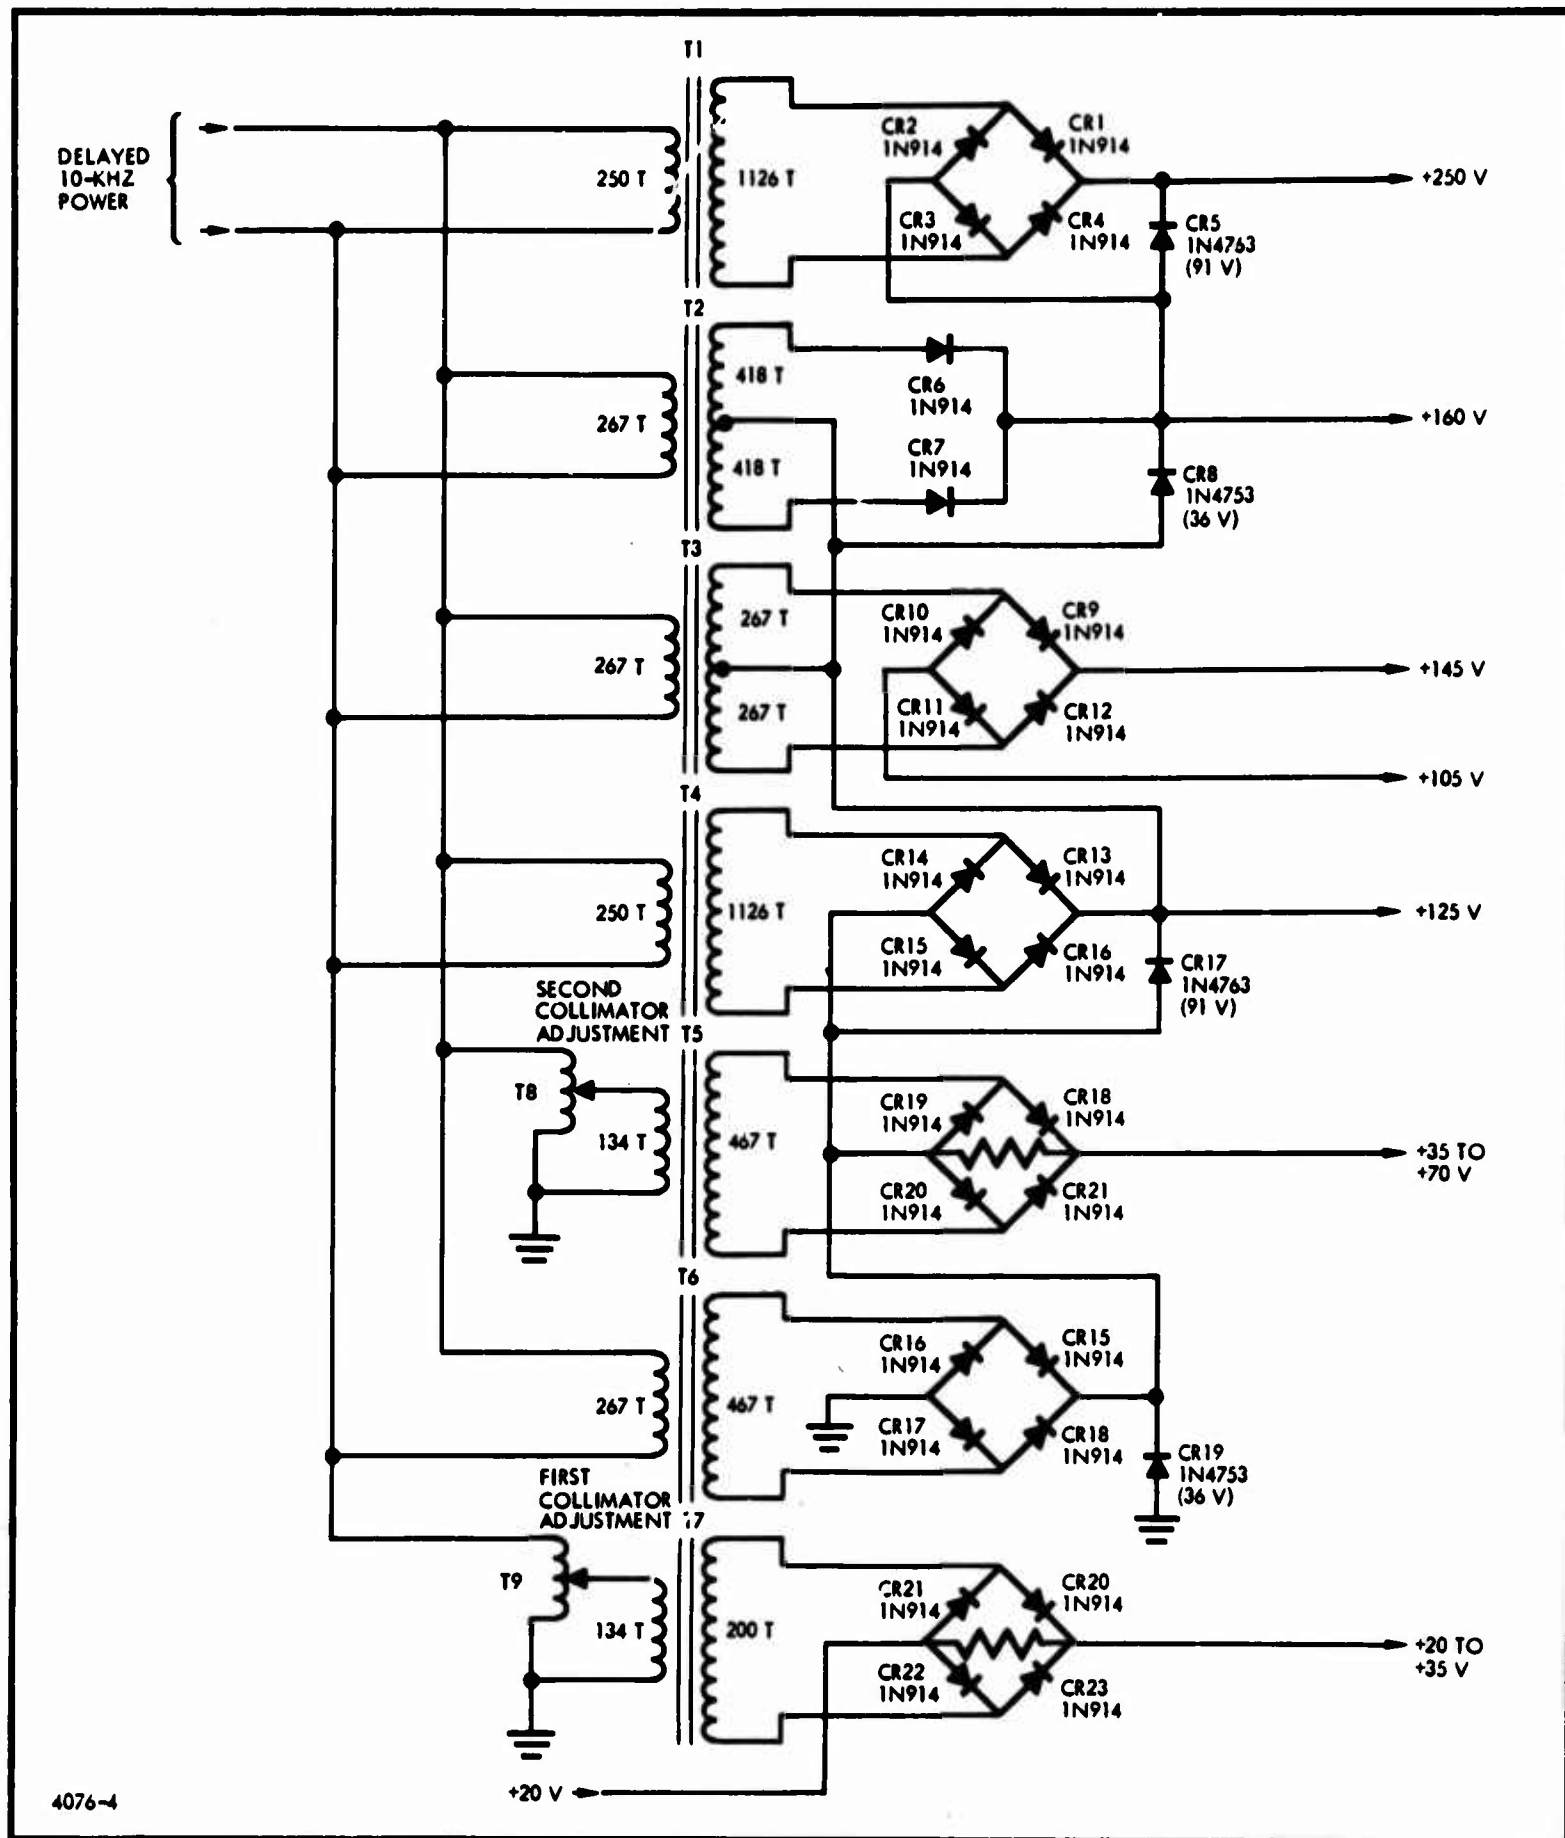 T1
DELAYED
10-KHZ
POWER
250 T
1126 T
CR2
1N914
CR1
1N914
CR3
1N914
CR4
1N914
+250 V
CR5
1N4763
(91 V)
T2
267 T
418 T
418 T
CR6
1N914
CR7
1N914
+160 V
CR8
1N4753
(36 V)
T3
267 T
267 T
267 T
CR10
1N914
CR9
1N914
CR11
1N914
CR12
1N914
+145 V
+105 V
T4
250 T
1126 T
CR14
1N914
CR13
1N914
CR15
1N914
CR16
1N914
+125 V
CR17
1N4763
(91 V)
SECOND
COLLIMATOR
ADJUSTMENT T5
T8
134 T
467 T
CR19
1N914
CR18
1N914
CR20
1N914
CR21
1N914
+35 TO
+70 V
T6
267 T
467 T
CR16
1N914
CR15
1N914
CR17
1N914
CR18
1N914
CR19
1N4753
(36 V)
FIRST
COLLIMATOR
ADJUSTMENT T7
T9
134 T
200 T
CR21
1N914
CR20
1N914
CR22
1N914
CR23
1N914
+20 TO
+35 V
+20 V
4076-4